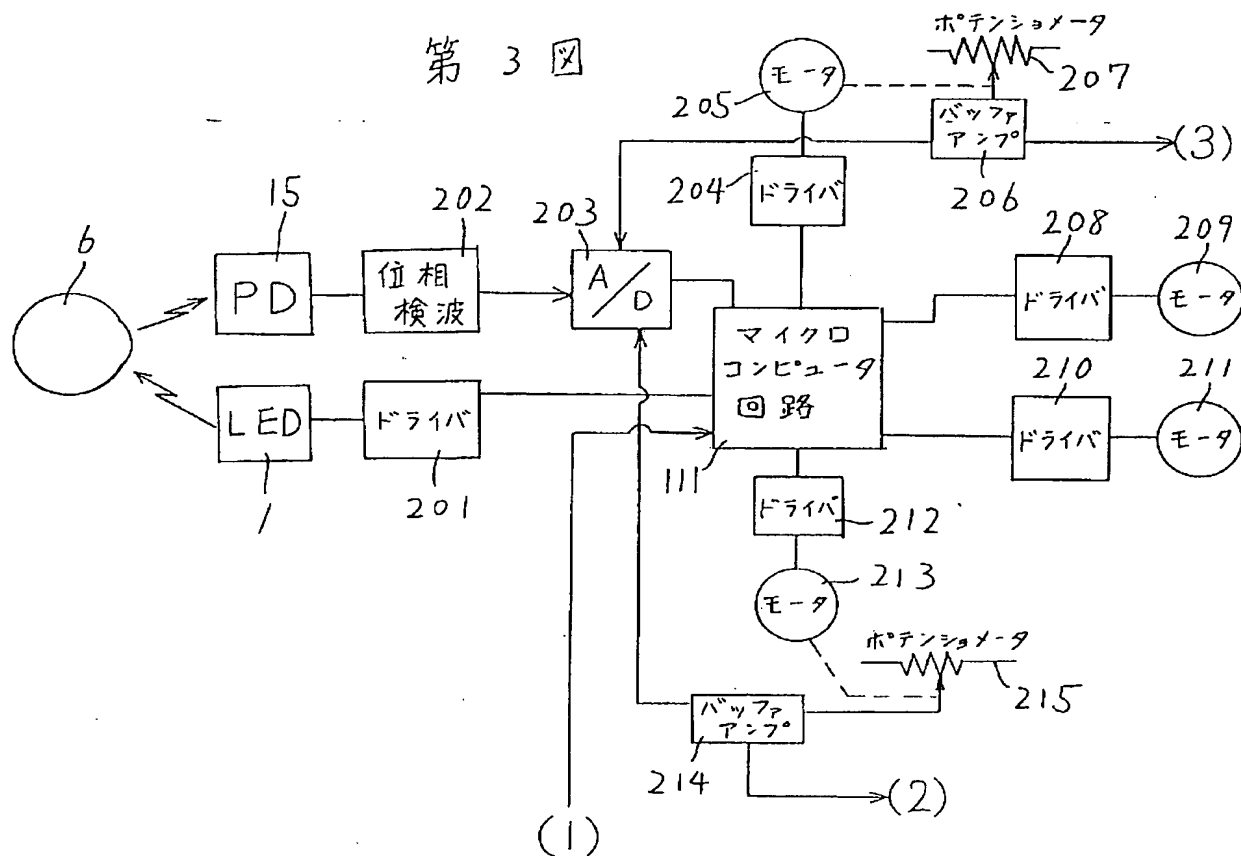 第3図
ポテンショメータ
207
モータ
205
バッファ
アンプ
206
(3)
204
ドライバ
15
202
203
208
209
6
PD
位相
検波
A/D
ドライバ
モータ
マイクロ
コンピュータ
回路
111
210
211
LED
ドライバ
ドライバ
モータ
1
201
ドライバ
212
モータ
213
ポテンショメータ
215
バッファ
アンプ
214
(2)
(1)